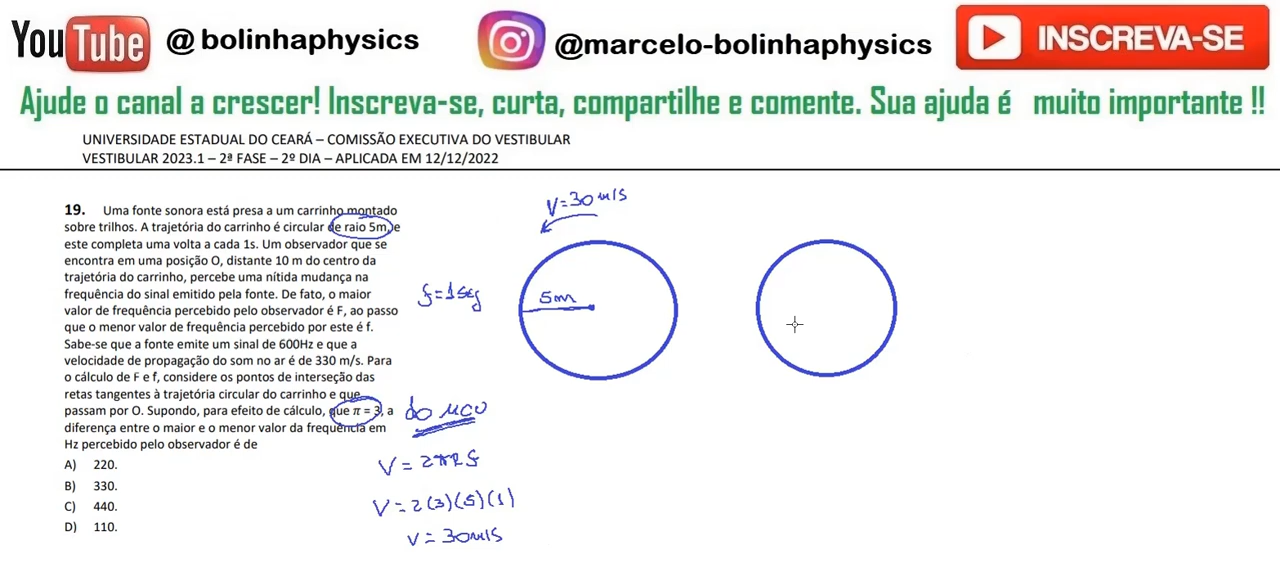 YouTube @bolinhaphysics @marcelo-bolinhaphysics INSCREVA-SE
Ajude o canal a crescer! Inscreva-se, curta, compartilhe e comente. Sua ajuda é muito importante !!
UNIVERSIDADE ESTADUAL DO CEARÁ – COMISSÃO EXECUTIVA DO VESTIBULAR
VESTIBULAR 2023.1 – 2ª FASE – 2º DIA – APLICADA EM 12/12/2022
19. Uma fonte sonora está presa a um carrinho montado
sobre trilhos. A trajetória do carrinho é circular de raio 5m, e
este completa uma volta a cada 1s. Um observador que se
encontra em uma posição O, distante 10 m do centro da
trajetória do carrinho, percebe uma nítida mudança na
frequência do sinal emitido pela fonte. De fato, o maior
valor de frequência percebido pelo observador é F, ao passo
que o menor valor de frequência percebido por este é f.
Sabe-se que a fonte emite um sinal de 600Hz e que a
velocidade de propagação do som no ar é de 330 m/s. Para
o cálculo de F e f, considere os pontos de interseção das
retas tangentes à trajetória circular do carrinho e que
passam por O. Supondo, para efeito de cálculo, que π = 3, a
diferença entre o maior e o menor valor da frequência em
Hz percebido pelo observador é de
A) 220.
B) 330.
C) 440.
D) 110.
V=30m/s
f=1seg
5m
do MCU
V = 2πRf
V = 2(3)(5)(1)
V = 30m/s